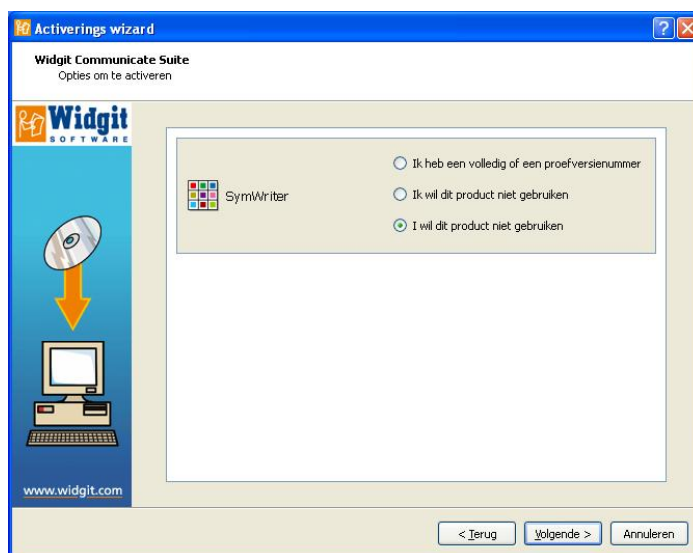 Activerings wizard
Widgit Communicate Suite
Opties om te activeren
Widgit
SOFTWARE
SymWriter
Ik heb een volledig of een proefversienummer
Ik wil dit product niet gebruiken
I wil dit product niet gebruiken
www.widgit.com
< Terug
Volgende >
Annuleren